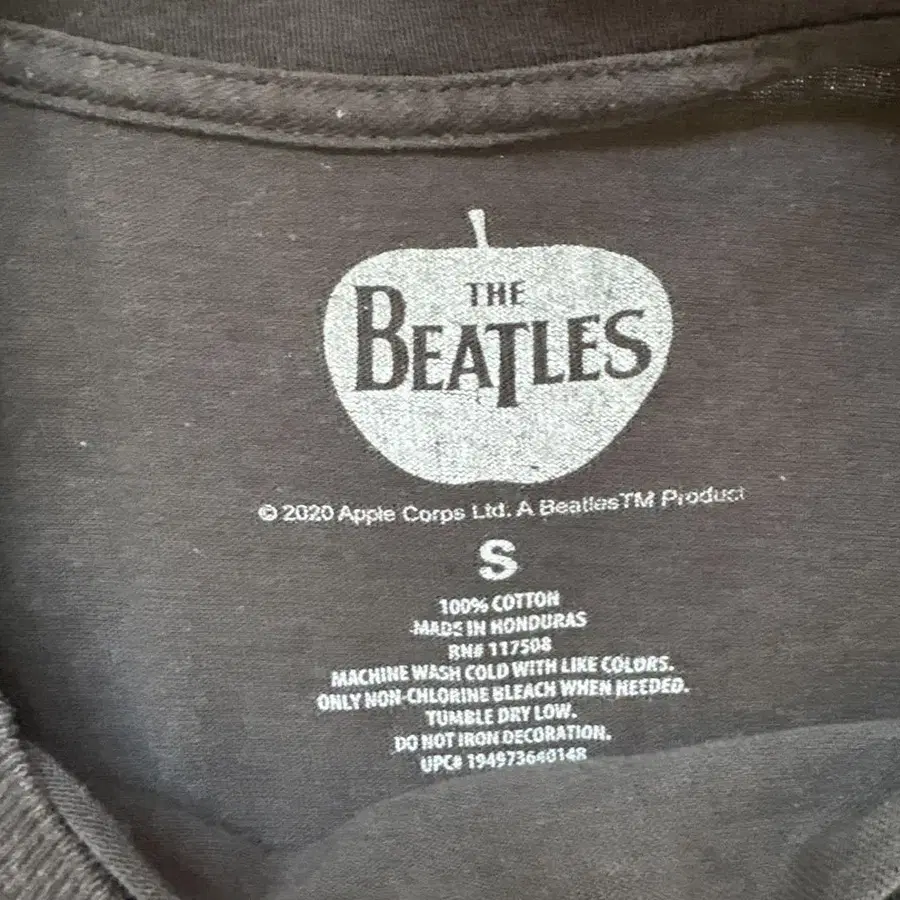 THE
BEATLES
© 2020 Apple Corps Ltd. A Beatles™ Product
S
100% COTTON
MADE IN HONDURAS
RN# 117508
MACHINE WASH COLD WITH LIKE COLORS.
ONLY NON-CHLORINE BLEACH WHEN NEEDED.
TUMBLE DRY LOW.
DO NOT IRON DECORATION.
UPC# 194973640148